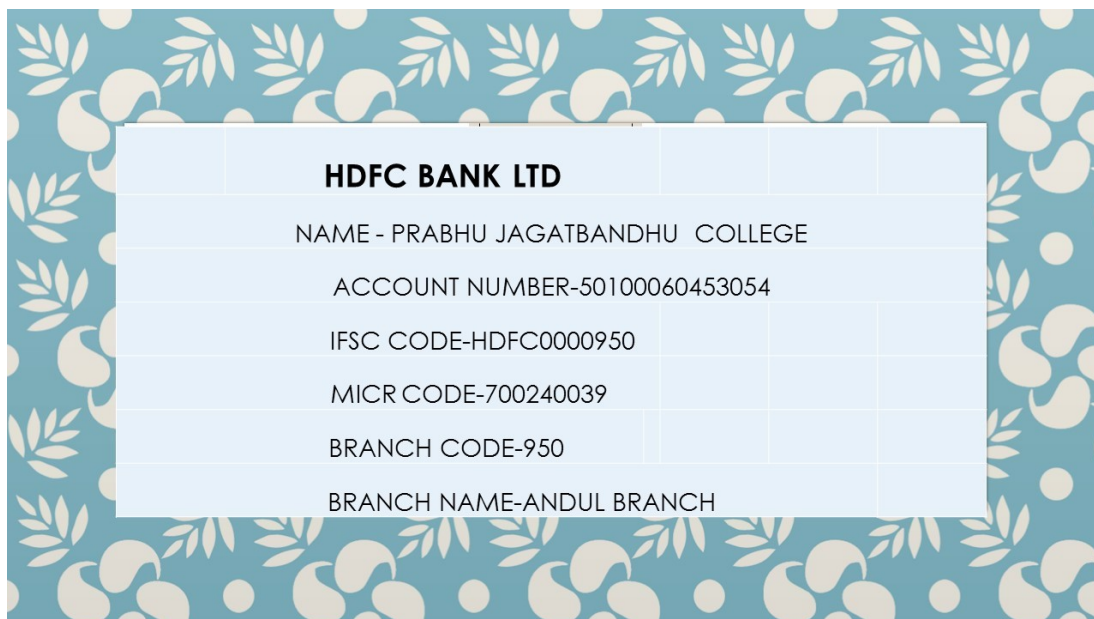 HDFC BANK LTD
NAME - PRABHU JAGATBANDHU COLLEGE
ACCOUNT NUMBER-50100060453054
IFSC CODE-HDFC0000950
MICR CODE-700240039
BRANCH CODE-950
BRANCH NAME-ANDUL BRANCH